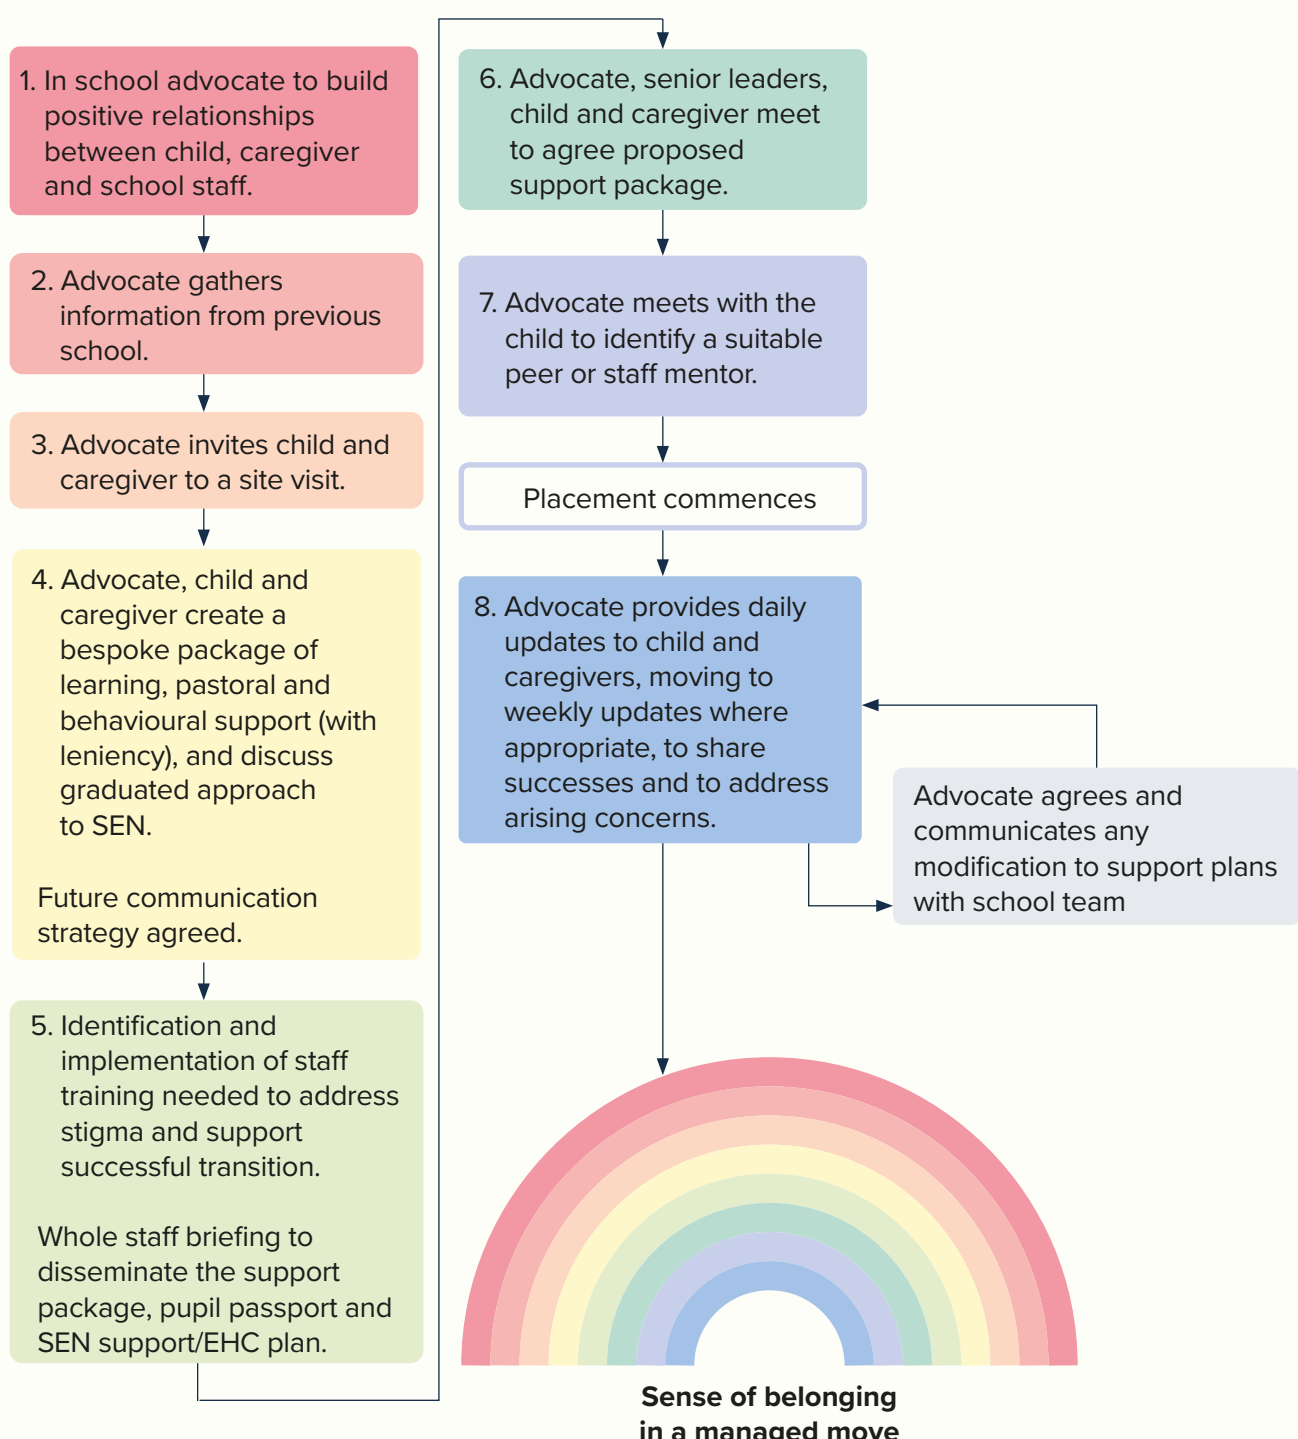 1. In school advocate to build
positive relationships
between child, caregiver
and school staff.
2. Advocate gathers
information from previous
school.
3. Advocate invites child and
caregiver to a site visit.
4. Advocate, child and
caregiver create a
bespoke package of
learning, pastoral and
behavioural support (with
leniency), and discuss
graduated approach
to SEN.
Future communication
strategy agreed.
5. Identification and
implementation of staff
training needed to address
stigma and support
successful transition.
Whole staff briefing to
disseminate the support
package, pupil passport and
SEN support/EHC plan.
6. Advocate, senior leaders,
child and caregiver meet
to agree proposed
support package.
7. Advocate meets with the
child to identify a suitable
peer or staff mentor.
Placement commences
8. Advocate provides daily
updates to child and
caregivers, moving to
weekly updates where
appropriate, to share
successes and to address
arising concerns.
Advocate agrees and
communicates any
modification to support plans
with school team
Sense of belonging
in a managed move